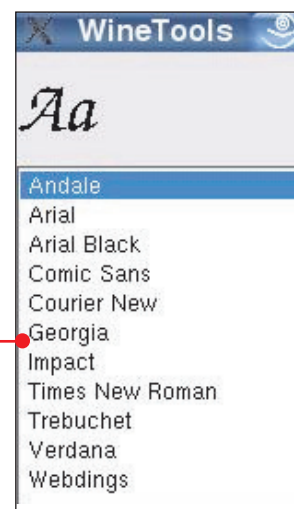 WineTools
Aa
Andale
Arial
Arial Black
Comic Sans
Courier New
Georgia
Impact
Times New Roman
Trebuchet
Verdana
Webdings